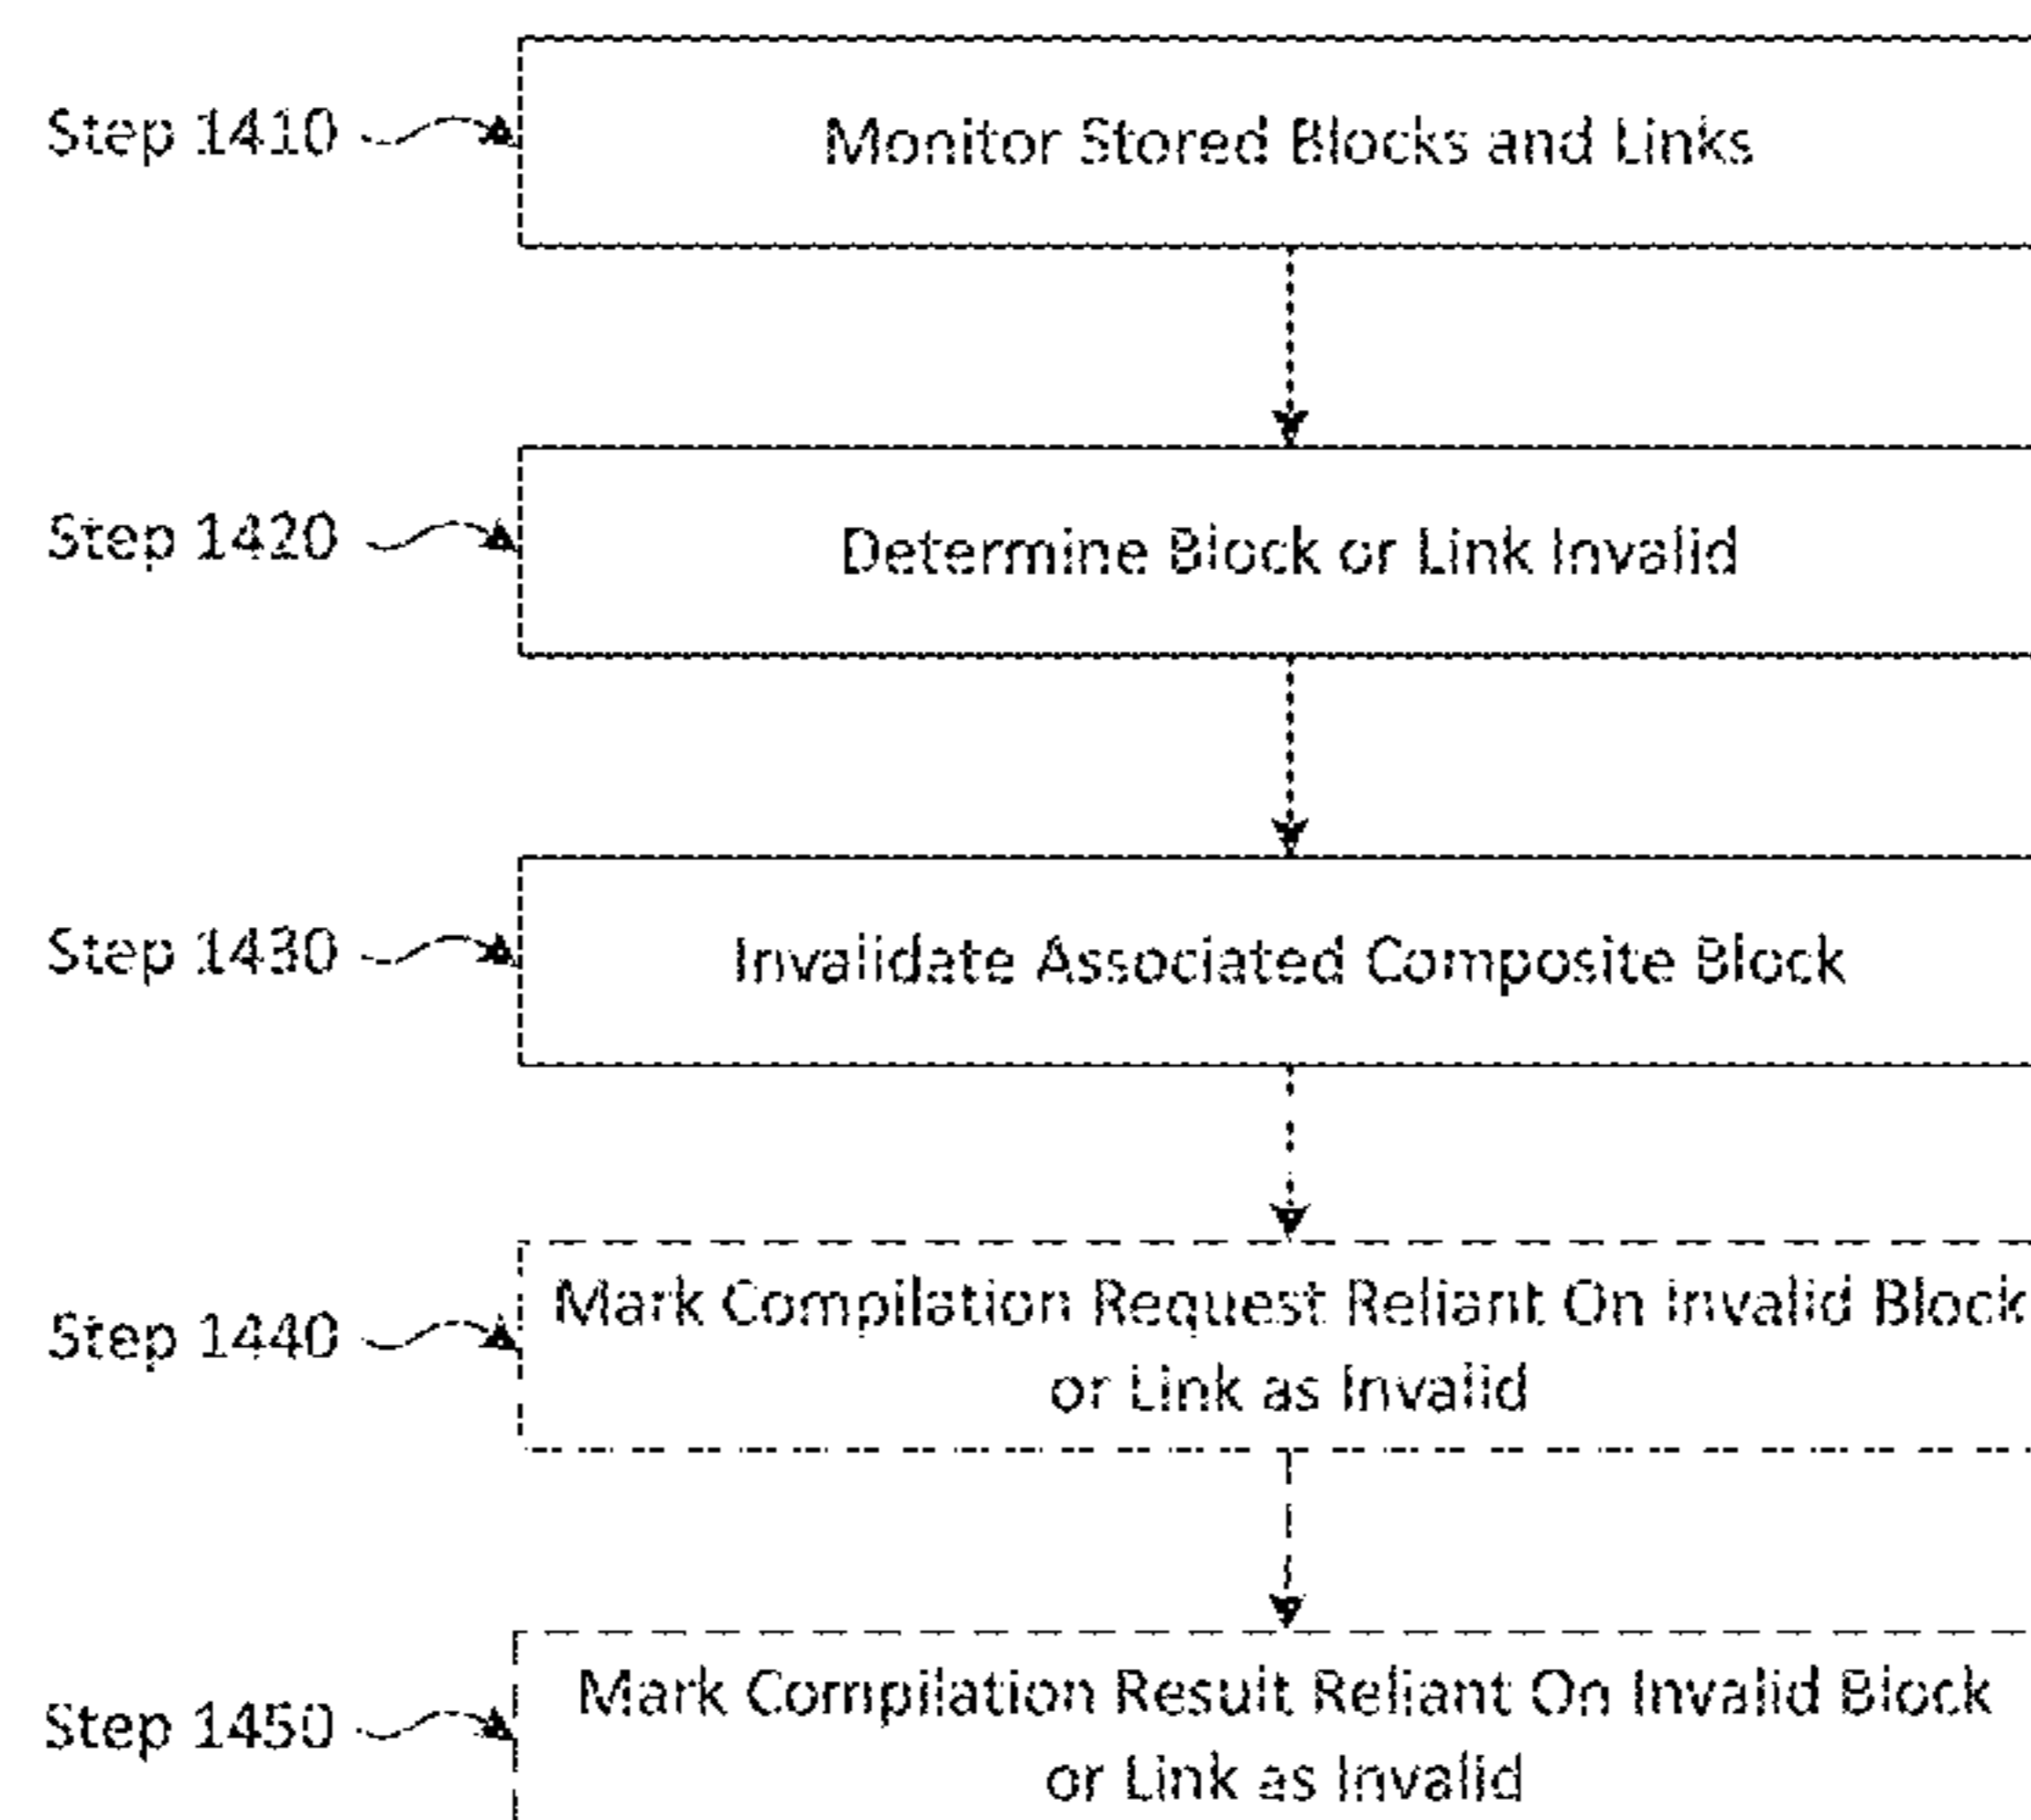 Step 1410
Monitor Stored Blocks and Links
Step 1420
Determine Block or Link Invalid
Step 1430
Invalidate Associated Composite Block
Step 1440
Mark Compilation Request Reliant On Invalid Block
or Link as Invalid
Step 1450
Mark Compilation Result Reliant On Invalid Block
or Link as Invalid